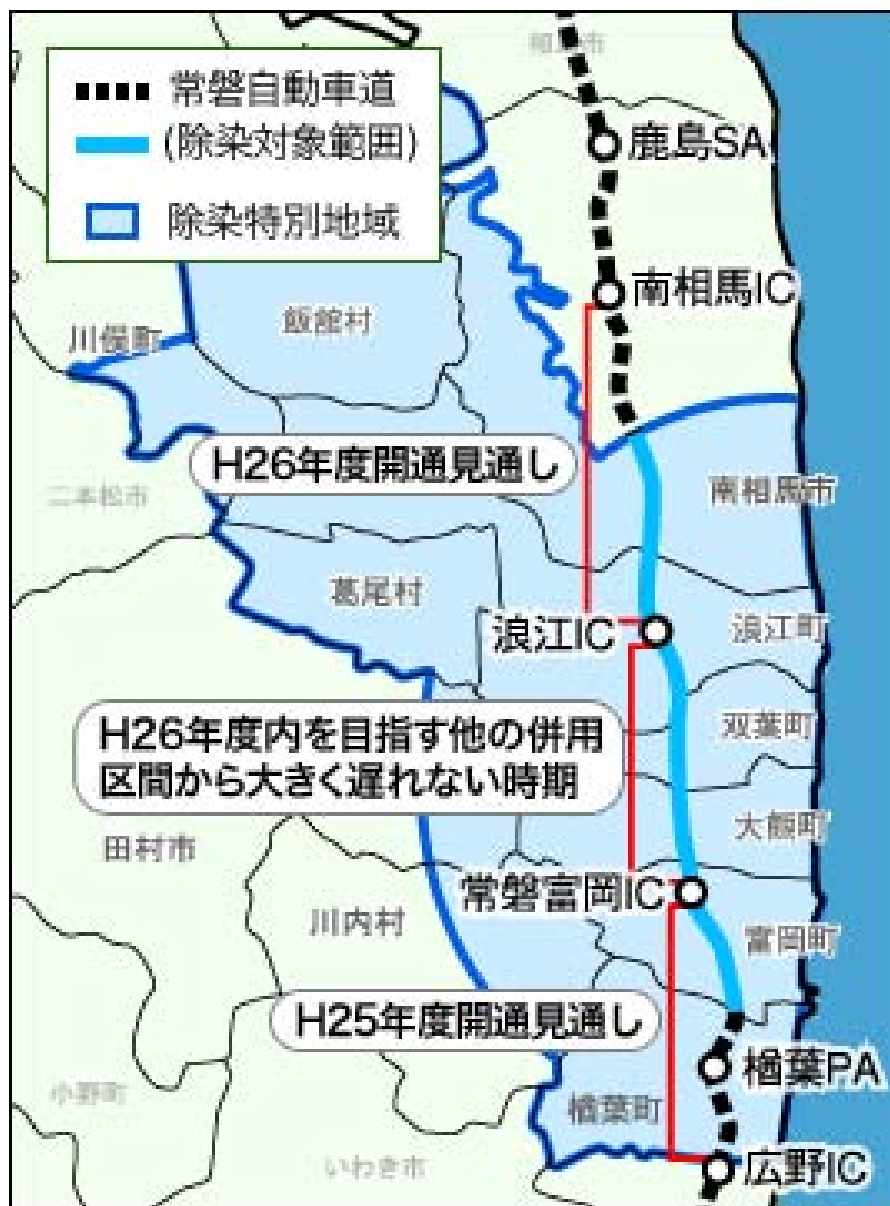 常磐自動車道
(除染対象範囲)
除染特別地域
鹿島SA
南相馬IC
飯館村
川俣町
H26年度開通見通し
南相馬市
二本松市
葛尾村
浪江IC
浪江町
H26年度内を目指す他の併用
区間から大きく遅れない時期
双葉町
大飯町
田村市
常磐富岡IC
川内村
富岡町
H25年度開通見通し
楢葉PA
小野町
楢葉町
いわき市
広野IC